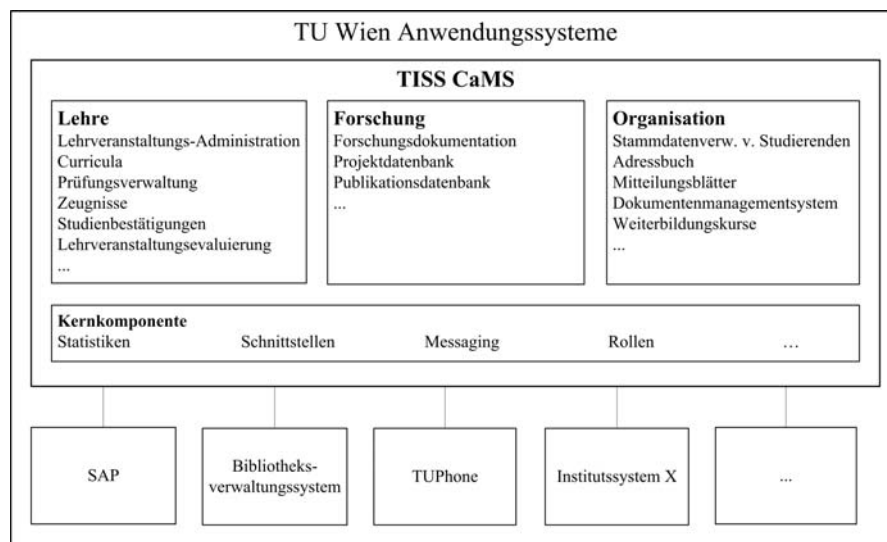 TU Wien Anwendungssysteme
TISS CaMS
Lehre
Lehrveranstaltungs-Administration
Curricula
Prüfungsverwaltung
Zeugnisse
Studienbestätigungen
Lehrveranstaltungsevaluierung
...
Forschung
Forschungsdokumentation
Projektdatenbank
Publikationsdatenbank
...
Organisation
Stammdatenverw. v. Studierenden
Adressbuch
Mitteilungsblätter
Dokumentenmanagementsystem
Weiterbildungskurse
...
Kernkomponente
Statistiken Schnittstellen Messaging Rollen ...
SAP
Bibliotheks-
verwaltungssystem
TUPhone
Institutssystem X
...